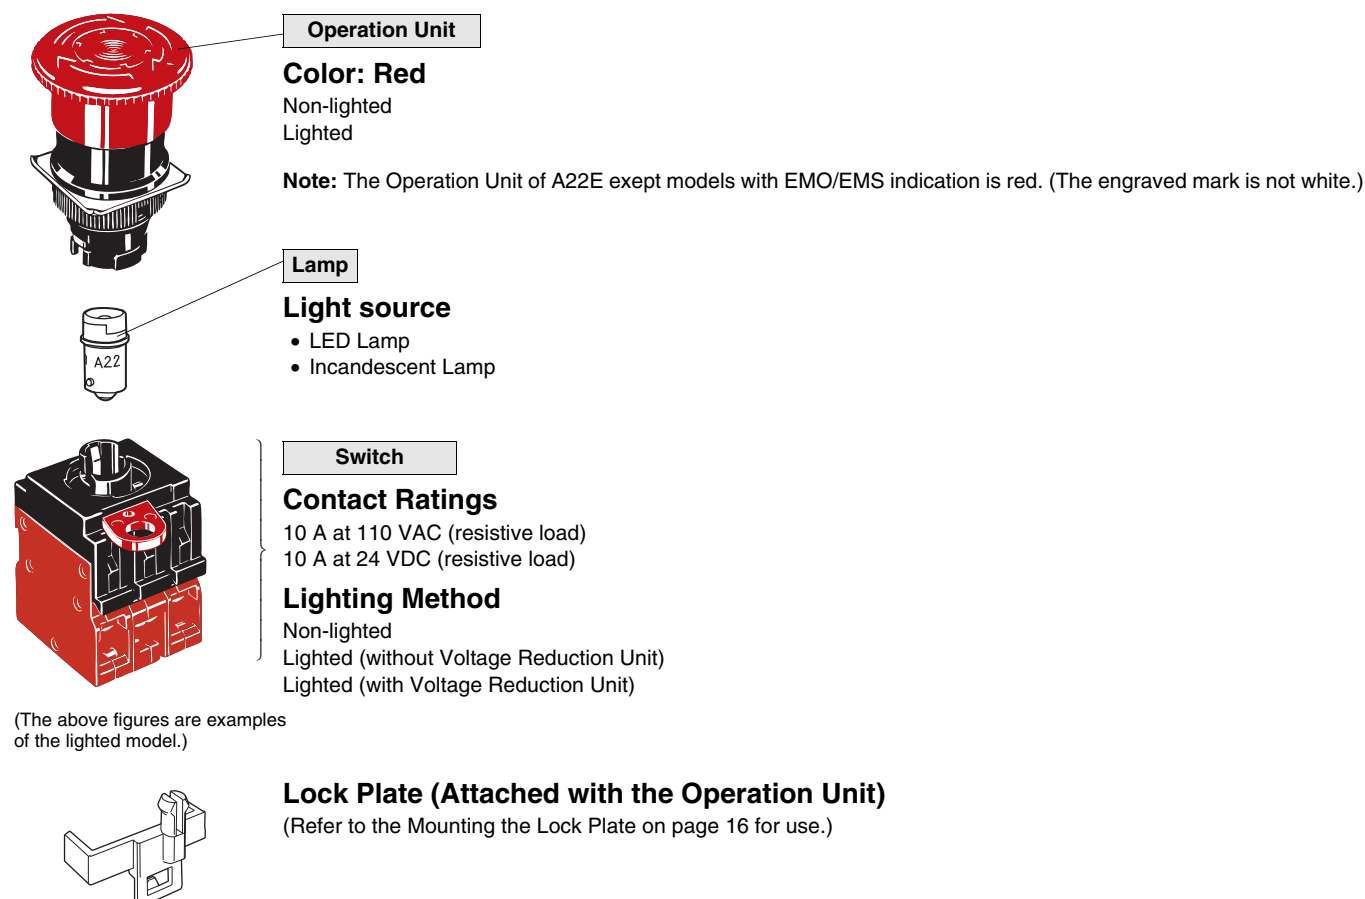 Operation Unit
Color: Red
Non-lighted
Lighted
Note: The Operation Unit of A22E exept models with EMO/EMS indication is red. (The engraved mark is not white.)
Lamp
Light source
• LED Lamp
• Incandescent Lamp
A22
Switch
Contact Ratings
10 A at 110 VAC (resistive load)
10 A at 24 VDC (resistive load)
Lighting Method
Non-lighted
Lighted (without Voltage Reduction Unit)
Lighted (with Voltage Reduction Unit)
(The above figures are examples
of the lighted model.)
Lock Plate (Attached with the Operation Unit)
(Refer to the Mounting the Lock Plate on page 16 for use.)